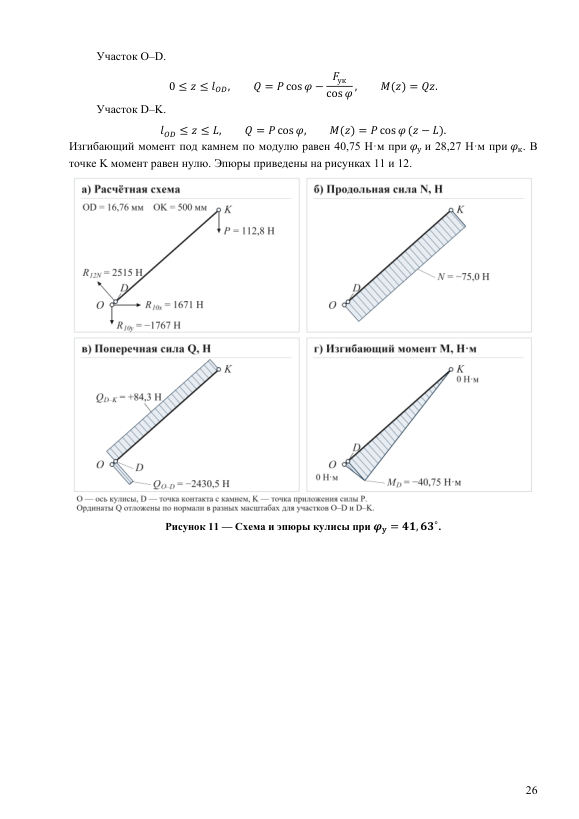 Участок O–D.
0 ≤ z ≤ l_OD, Q = P cos φ − F_ук / cos φ, M(z) = Qz.
Участок D–K.
l_OD ≤ z ≤ L, Q = P cos φ, M(z) = P cos φ (z − L).
Изгибающий момент под камнем по модулю равен 40,75 Н·м при φ_у и 28,27 Н·м при φ_к. В
точке K момент равен нулю. Эпюры приведены на рисунках 11 и 12.
а) Расчётная схема
OD = 16,76 мм OK = 500 мм
K
P = 112,8 Н
R_12N = 2515 Н
D
O
R_10x = 1671 Н
R_10y = −1767 Н
б) Продольная сила N, Н
K
N = −75,0 Н
D
O
в) Поперечная сила Q, Н
K
Q_D-K = +84,3 Н
O
D
Q_O-D = −2430,5 Н
г) Изгибающий момент M, Н·м
K
0 Н·м
D
O
0 Н·м
M_D = −40,75 Н·м
O — ось кулисы, D — точка контакта с камнем, K — точка приложения силы P.
Ординаты Q отложены по нормали в разных масштабах для участков O–D и D–K.
Рисунок 11 — Схема и эпюры кулисы при φ_у = 41,63°.
26